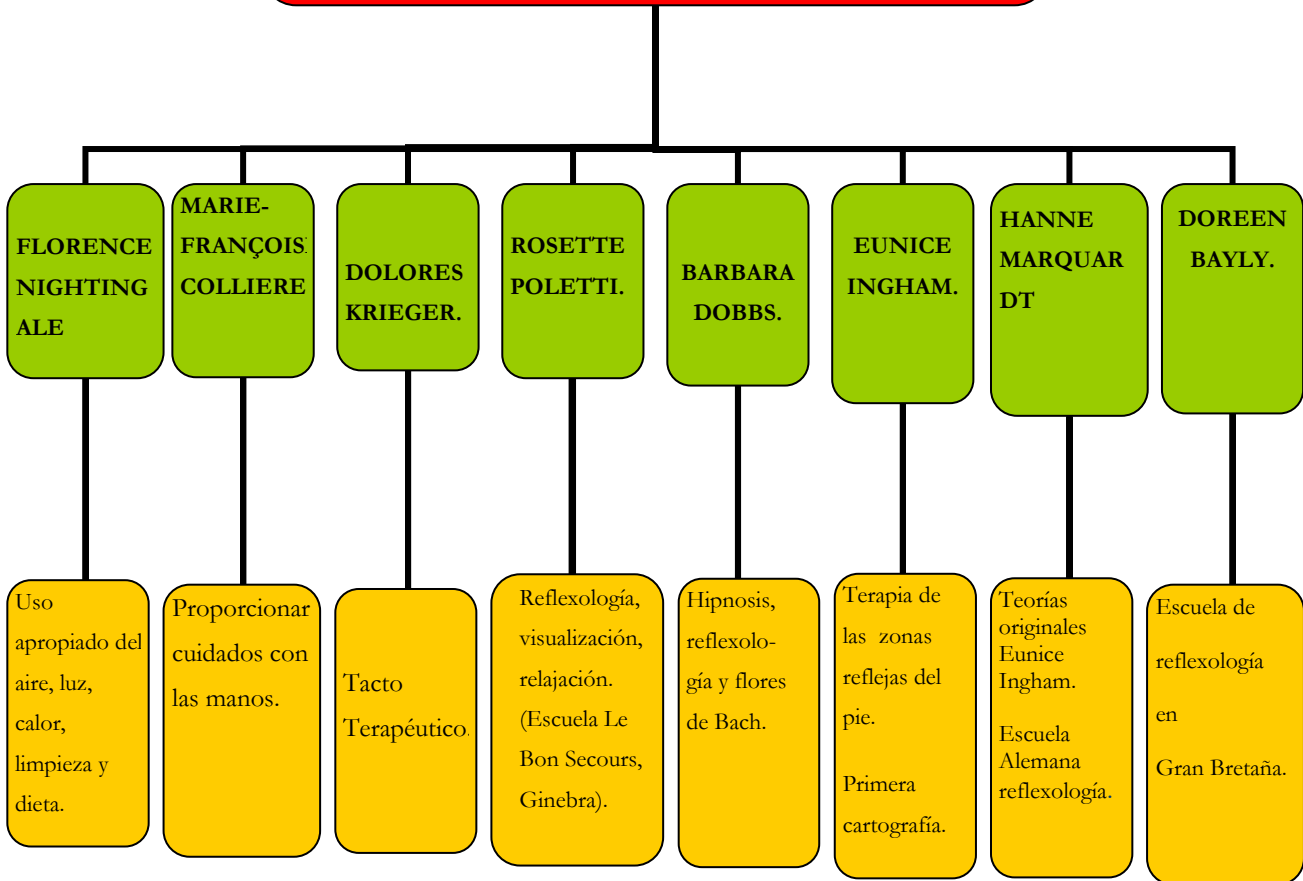 FLORENCE
NIGHTING
ALE
MARIE-
FRANÇOIS
COLLIERE
DOLORES
KRIEGER.
ROSETTE
POLETTI.
BARBARA
DOBBS.
EUNICE
INGHAM.
HANNE
MARQUAR
DT
DOREEN
BAYLY.
Uso
apropiado del
aire, luz,
calor,
limpieza y
dieta.
Proporcionar
cuidados con
las manos.
Tacto
Terapéutico.
Reflexología,
visualización,
relajación.
(Escuela Le
Bon Secours,
Ginebra).
Hipnosis,
reflexolo-
gía y flores
de Bach.
Terapia de
las zonas
reflejas del
pie.
Primera
cartografía.
Teorías
originales
Eunice
Ingham.
Escuela
Alemana
reflexología.
Escuela de
reflexología
en
Gran Bretaña.